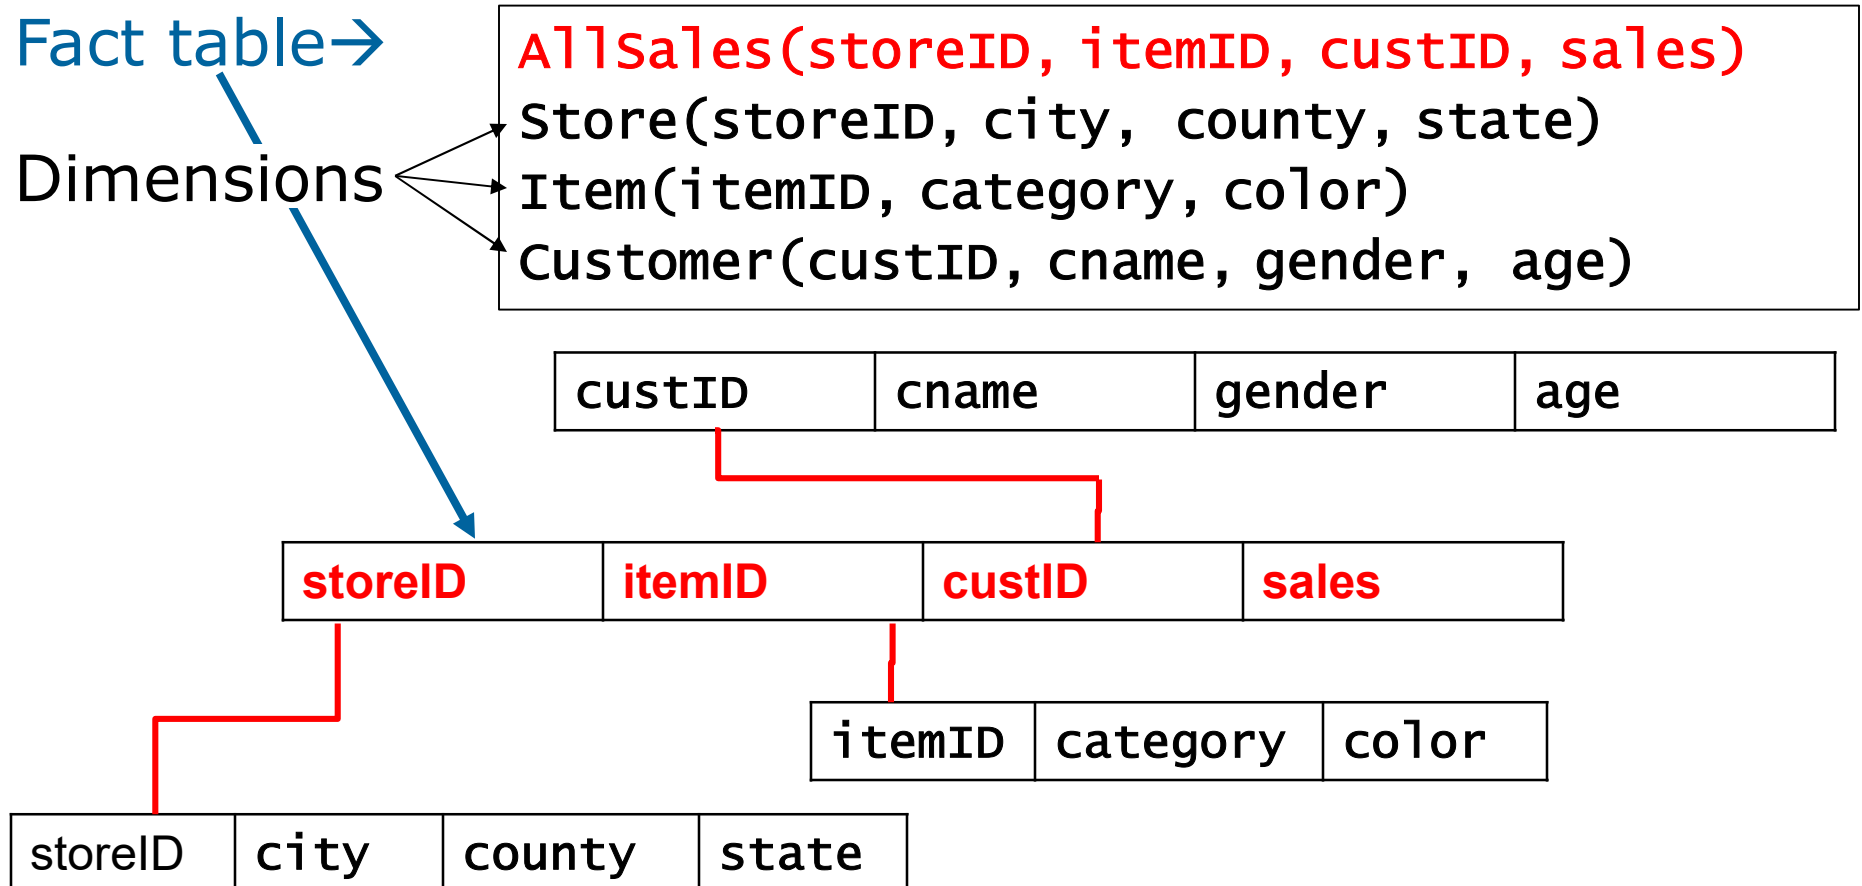 Fact table→
AllSales(storeID, itemID, custID, sales)
Store(storeID, city, county, state)
Dimensions
Item(itemID, category, color)
Customer(custID, cname, gender, age)
custID cname gender age
storeID itemID custID sales
itemID category color
storeID city county state